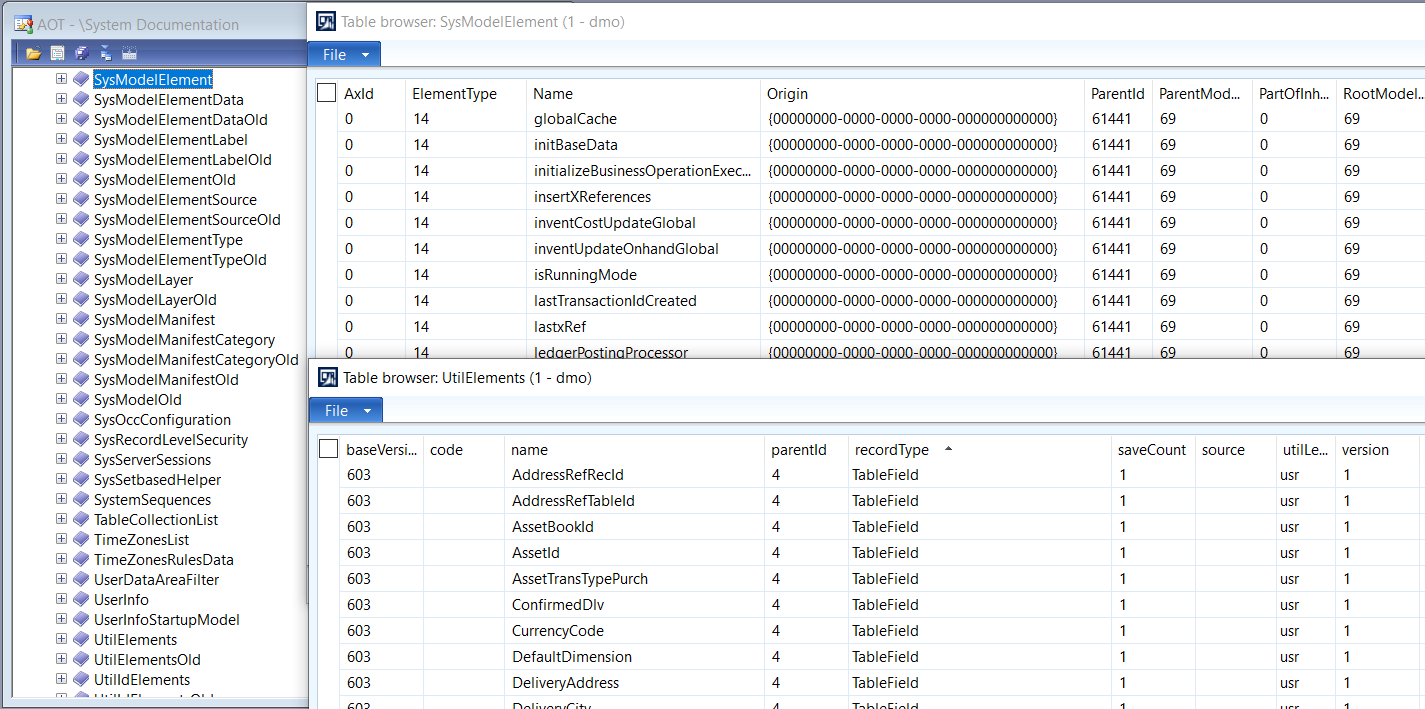 AOT - \System Documentation
SysModelElement
SysModelElementData
SysModelElementDataOld
SysModelElementLabel
SysModelElementLabelOld
SysModelElementOld
SysModelElementSource
SysModelElementSourceOld
SysModelElementType
SysModelElementTypeOld
SysModelLayer
SysModelLayerOld
SysModelManifest
SysModelManifestCategory
SysModelManifestCategoryOld
SysModelManifestOld
SysModelOld
SysOccConfiguration
SysRecordLevelSecurity
SysServerSessions
SysSetbasedHelper
SystemSequences
TableCollectionList
TimeZonesList
TimeZonesRulesData
UserDataAreaFilter
UserInfo
UserInfoStartupModel
UtilElements
UtilElementsOld
UtilIdElements
Table browser: SysModelElement (1 - dmo)
File
AxId ElementType Name Origin ParentId ParentMod... PartOfInh... RootModel...
0 14 globalCache {00000000-0000-0000-0000-000000000000} 61441 69 0 69
0 14 initBaseData {00000000-0000-0000-0000-000000000000} 61441 69 0 69
0 14 initializeBusinessOperationExec... {00000000-0000-0000-0000-000000000000} 61441 69 0 69
0 14 insertXReferences {00000000-0000-0000-0000-000000000000} 61441 69 0 69
0 14 inventCostUpdateGlobal {00000000-0000-0000-0000-000000000000} 61441 69 0 69
0 14 inventUpdateOnhandGlobal {00000000-0000-0000-0000-000000000000} 61441 69 0 69
0 14 isRunningMode {00000000-0000-0000-0000-000000000000} 61441 69 0 69
0 14 lastTransactionIdCreated {00000000-0000-0000-0000-000000000000} 61441 69 0 69
0 14 lastxRef {00000000-0000-0000-0000-000000000000} 61441 69 0 69
0 14 ledgerPostingProcessor {00000000-0000-0000-0000-000000000000} 61441 69 0 69
Table browser: UtilElements (1 - dmo)
File
baseVersi... code name parentId recordType saveCount source utilLe... version
603 AddressRefRecId 4 TableField 1 usr 1
603 AddressRefTableId 4 TableField 1 usr 1
603 AssetBookId 4 TableField 1 usr 1
603 AssetId 4 TableField 1 usr 1
603 AssetTransTypePurch 4 TableField 1 usr 1
603 ConfirmedDlv 4 TableField 1 usr 1
603 CurrencyCode 4 TableField 1 usr 1
603 DefaultDimension 4 TableField 1 usr 1
603 DeliveryAddress 4 TableField 1 usr 1
603 DeliveryCity 4 TableField 1 usr 1